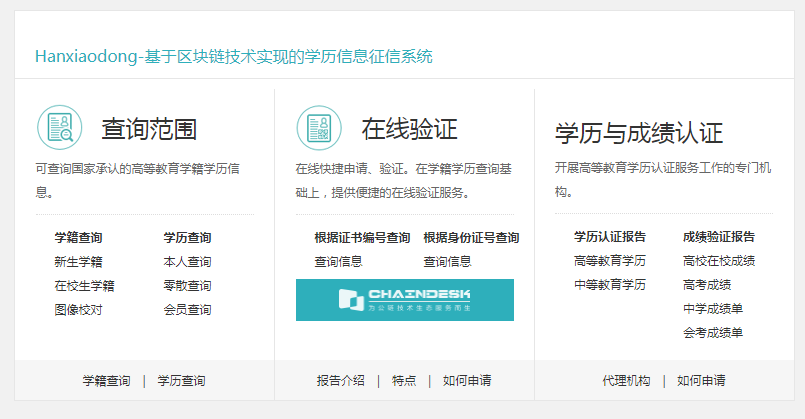 Hanxiaodong-基于区块链技术实现的学历信息征信系统
查询范围
可查询国家承认的高等教育学籍学历信
息。
学籍查询 学历查询
新生学籍 本人查询
在校生学籍 零散查询
图像校对 会员查询
学籍查询 | 学历查询
在线验证
在线快捷申请、验证。在学籍学历查询基
础上，提供便捷的在线验证服务。
根据证书编号查询 根据身份证号查询
查询信息 查询信息
CHAINDESK
为公链技术生态服务而生
报告介绍 | 特点 | 如何申请
学历与成绩认证
开展高等教育学历认证服务工作的专门机
构。
学历认证报告 成绩验证报告
高等教育学历 高校在校成绩
中等教育学历 高考成绩
中学成绩单
会考成绩单
代理机构 | 如何申请